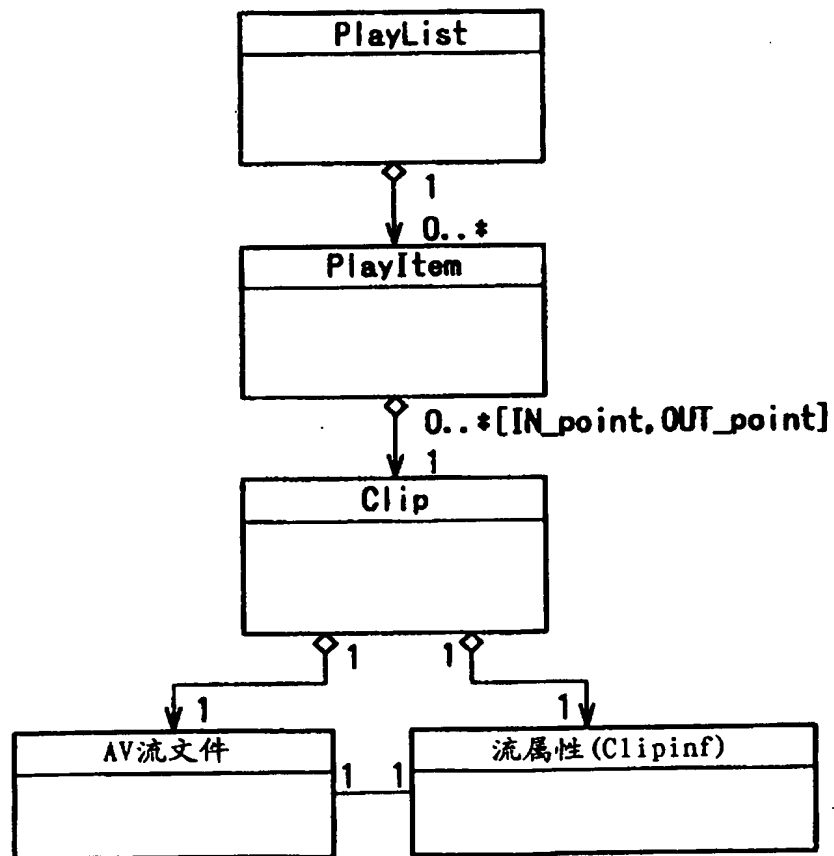 PlayList
1
0..*
PlayItem
0..*[IN_point,OUT_point]
1
Clip
1 1
1 1
AV流文件 流属性(Clipinf)
1 1